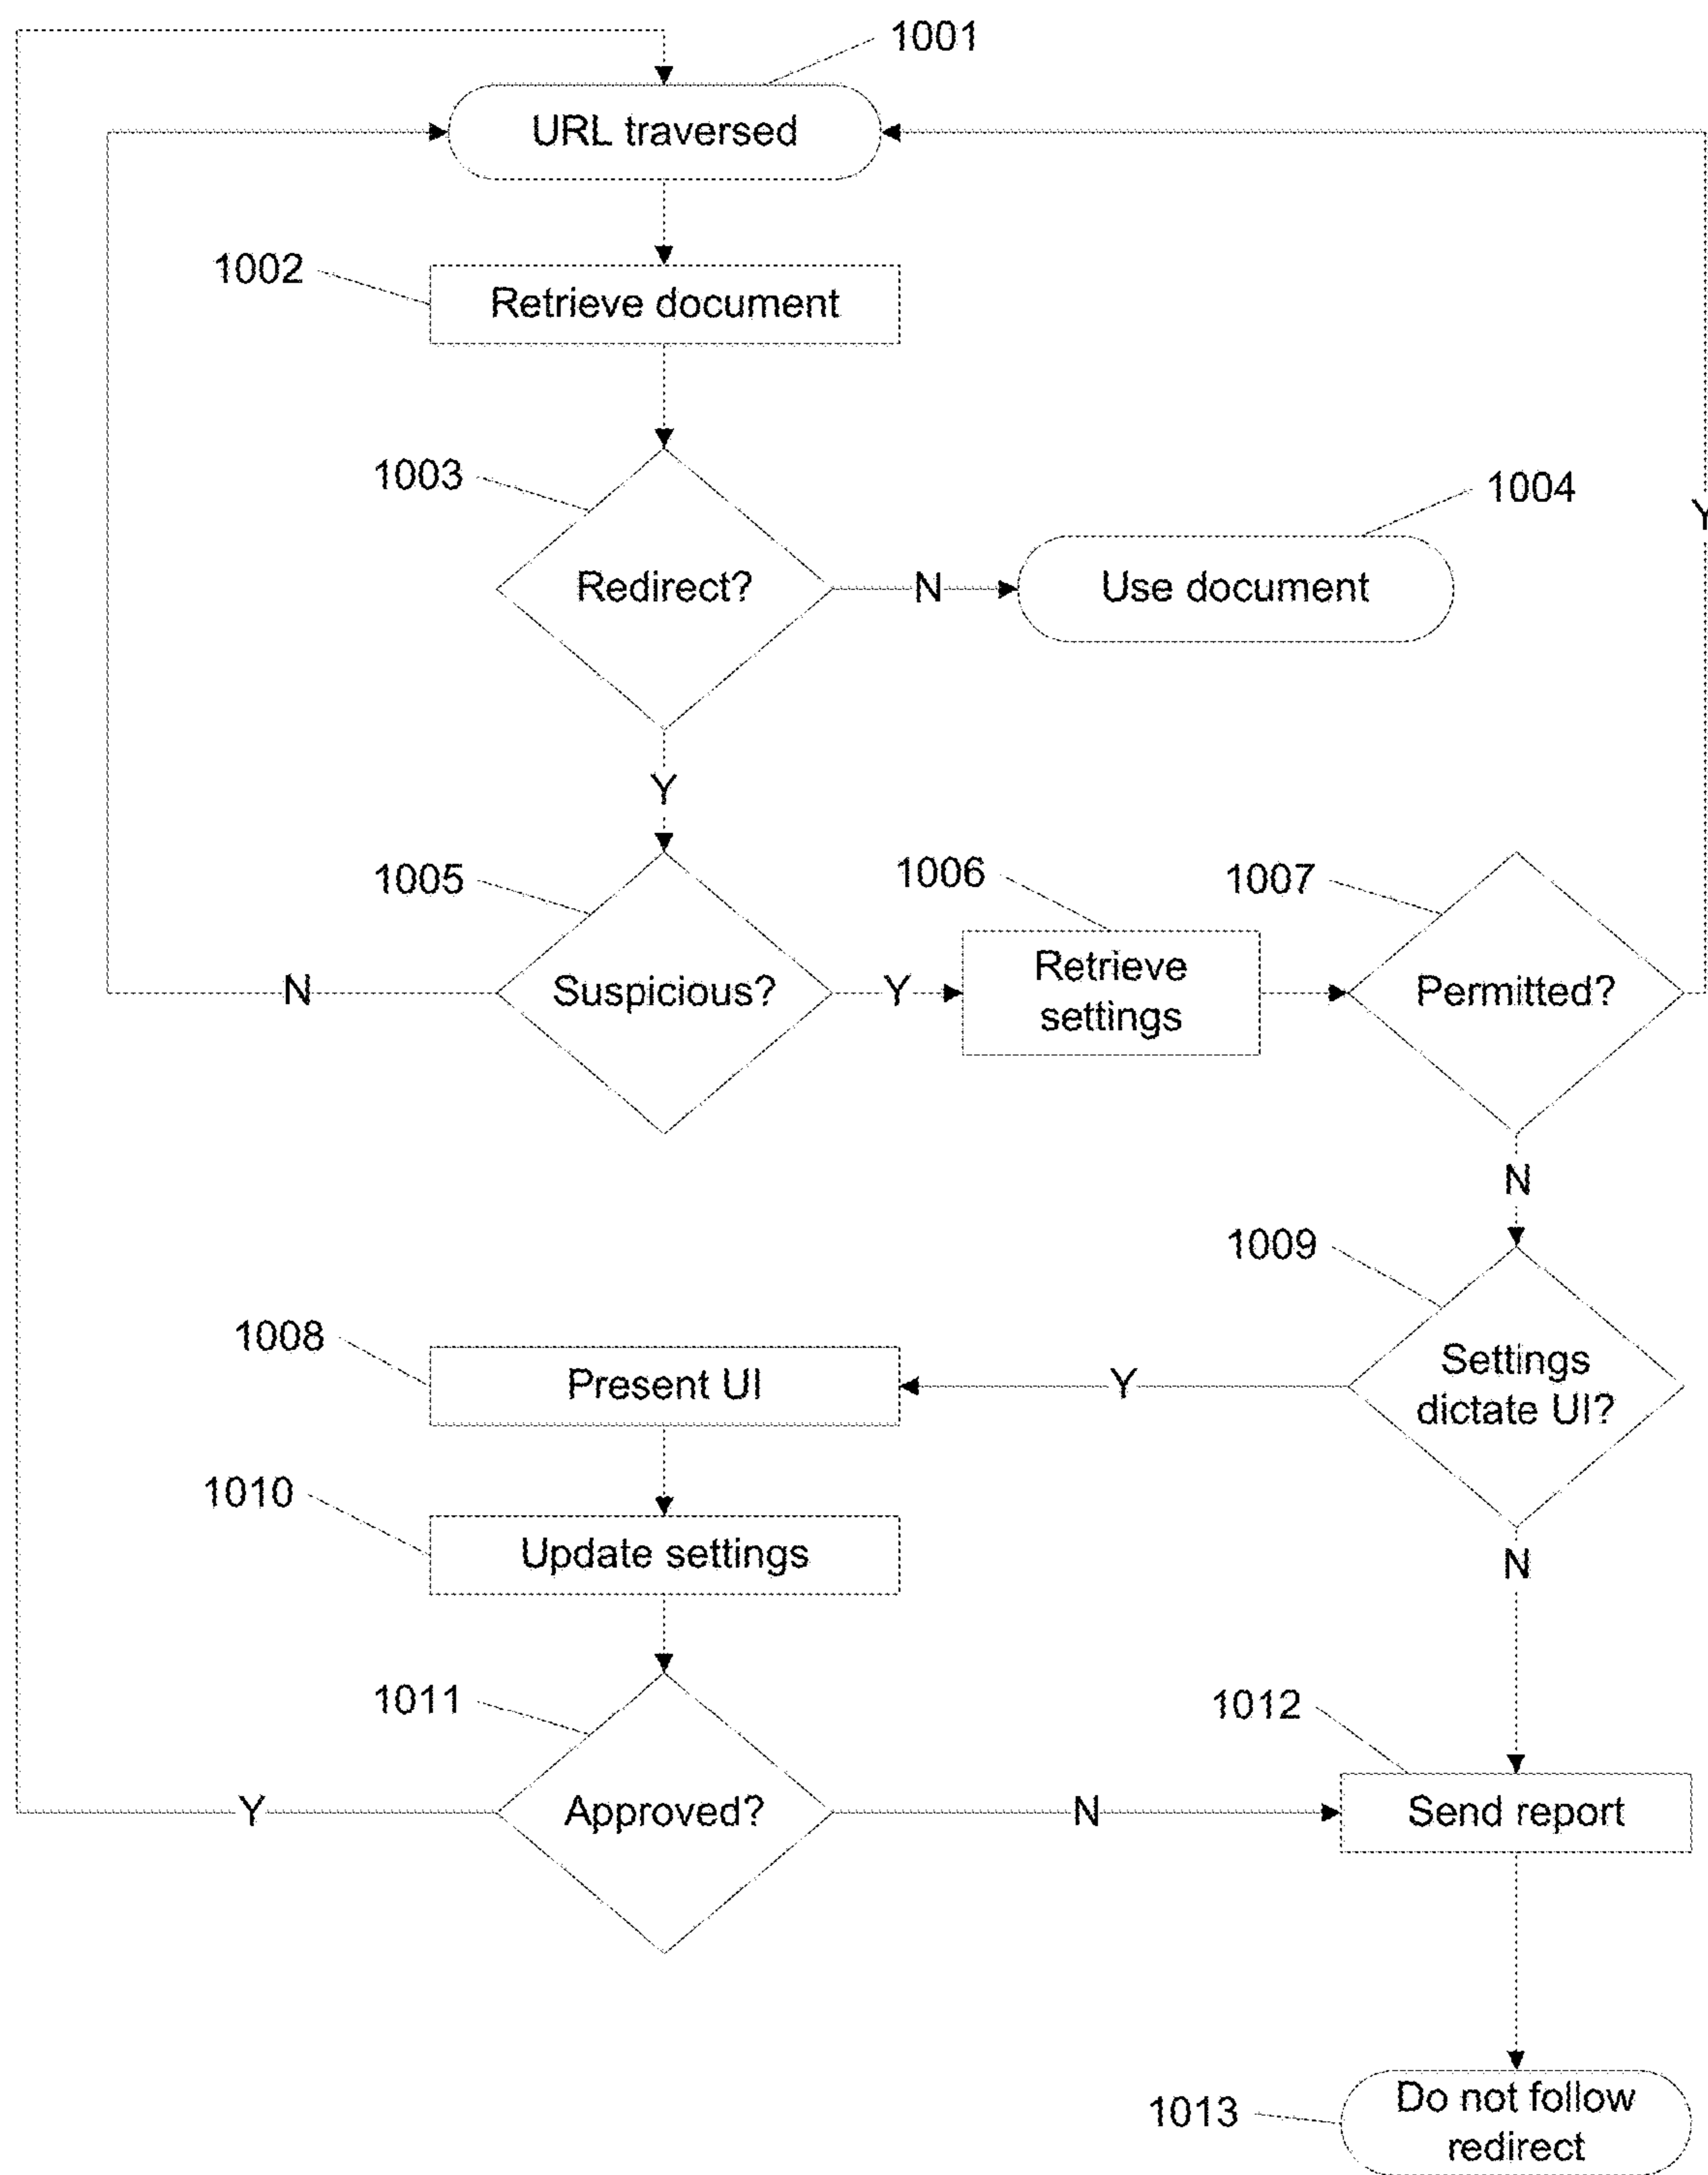 1001
URL traversed
1002
Retrieve document
1003
1004
Redirect?
N
Use document
Y
Y
1005
1006
1007
N
Suspicious?
Y
Retrieve
settings
Permitted?
N
1009
1008
Present UI
Y
Settings
dictate UI?
1010
Update settings
N
1011
1012
Y
Approved?
N
Send report
1013
Do not follow
redirect